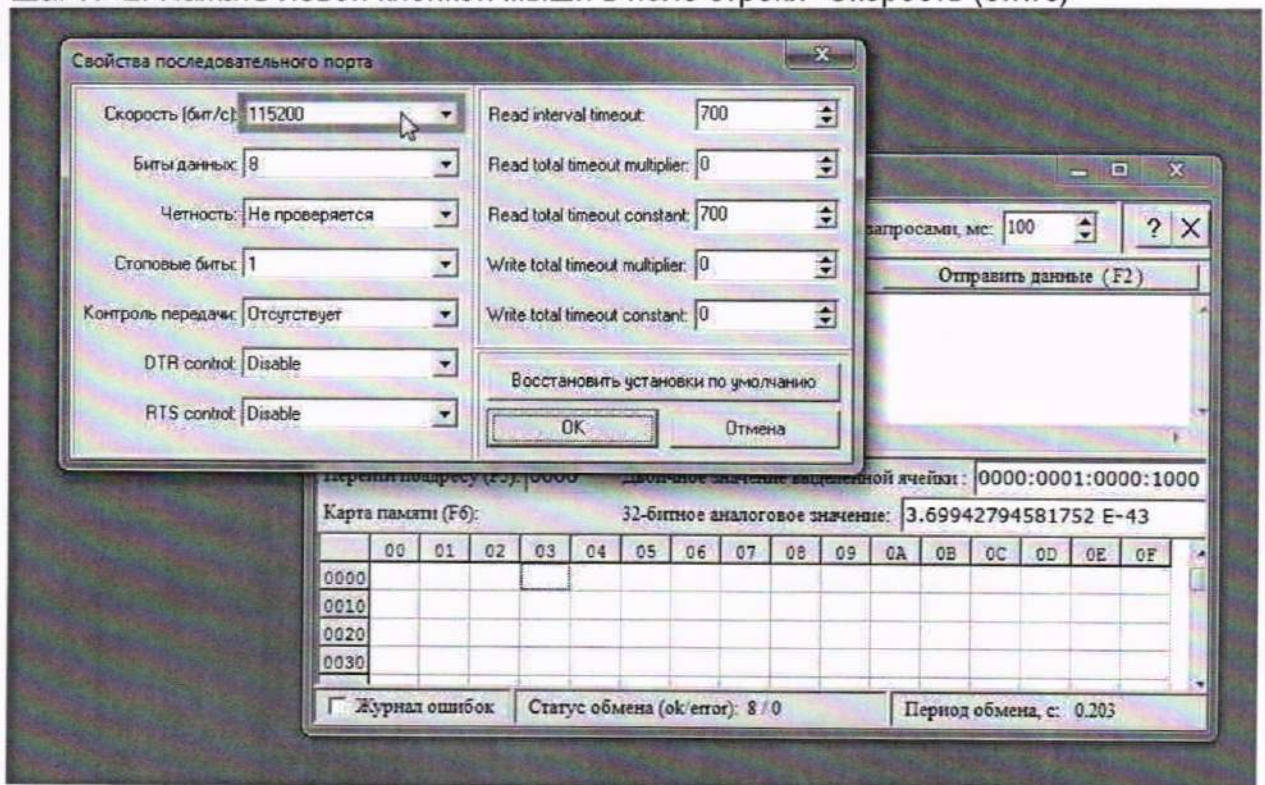 Свойства последовательного порта
Скорость (бит/с): 115200
Биты данных: 8
Четность: Не проверяется
Стоповые биты: 1
Контроль передачи: Отсутствует
DTR control: Disable
RTS control: Disable
Read interval timeout: 700
Read total timeout multiplier: 0
Read total timeout constant: 700
Write total timeout multiplier: 0
Write total timeout constant: 0
Восстановить установки по умолчанию
OK Отмена
запросами, мс: 100 ? X
Отправить данные ( F2 )
ячейки : 0000:0001:0000:1000
Карта памяти (F6): 32-битное аналоговое значение: 3.69942794581752 E-43
00 01 02 03 04 05 06 07 08 09 0A 0B 0C 0D 0E 0F
0000
0010
0020
0030
Журнал ошибок Статус обмена (ok/error): 8 / 0 Период обмена, с: 0.203